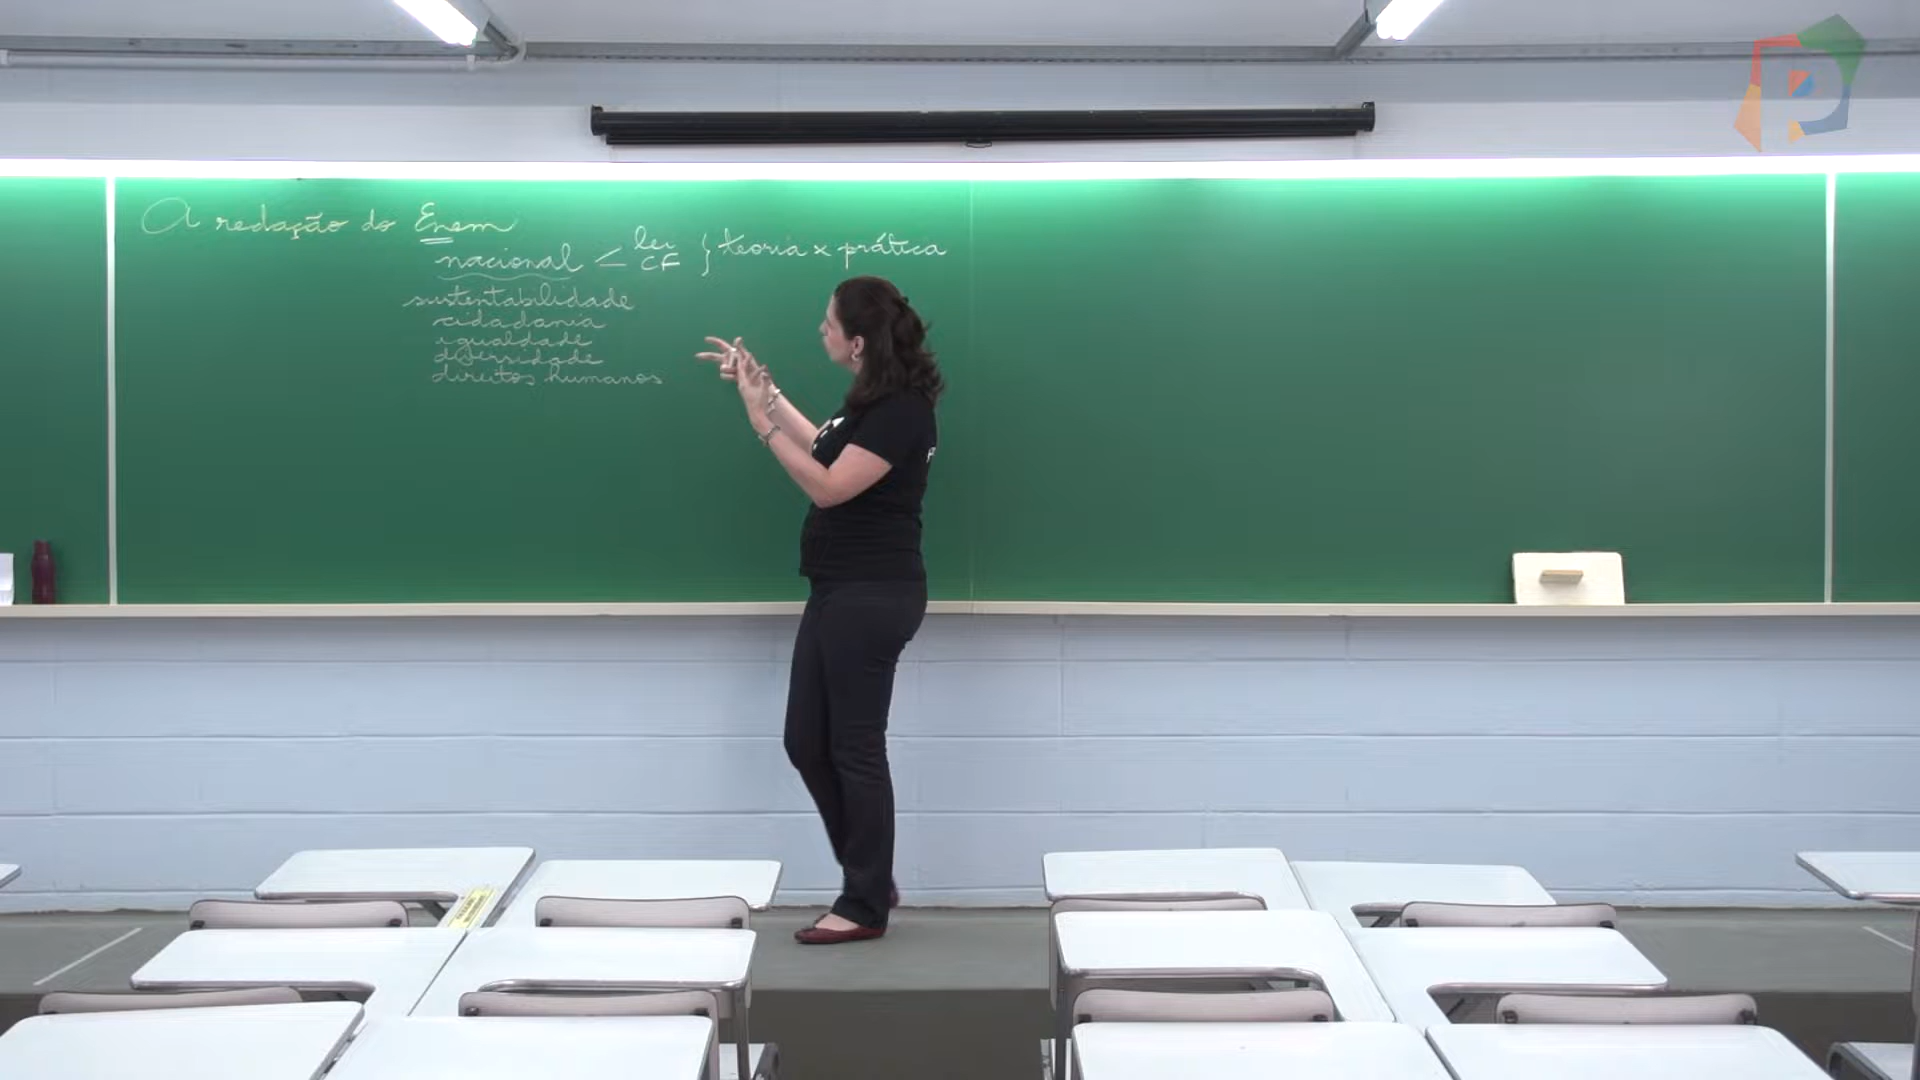 A redação do Enem
nacional < lei CF } teoria x prática
sustentabilidade
cidadania
igualdade
diversidade
direitos humanos